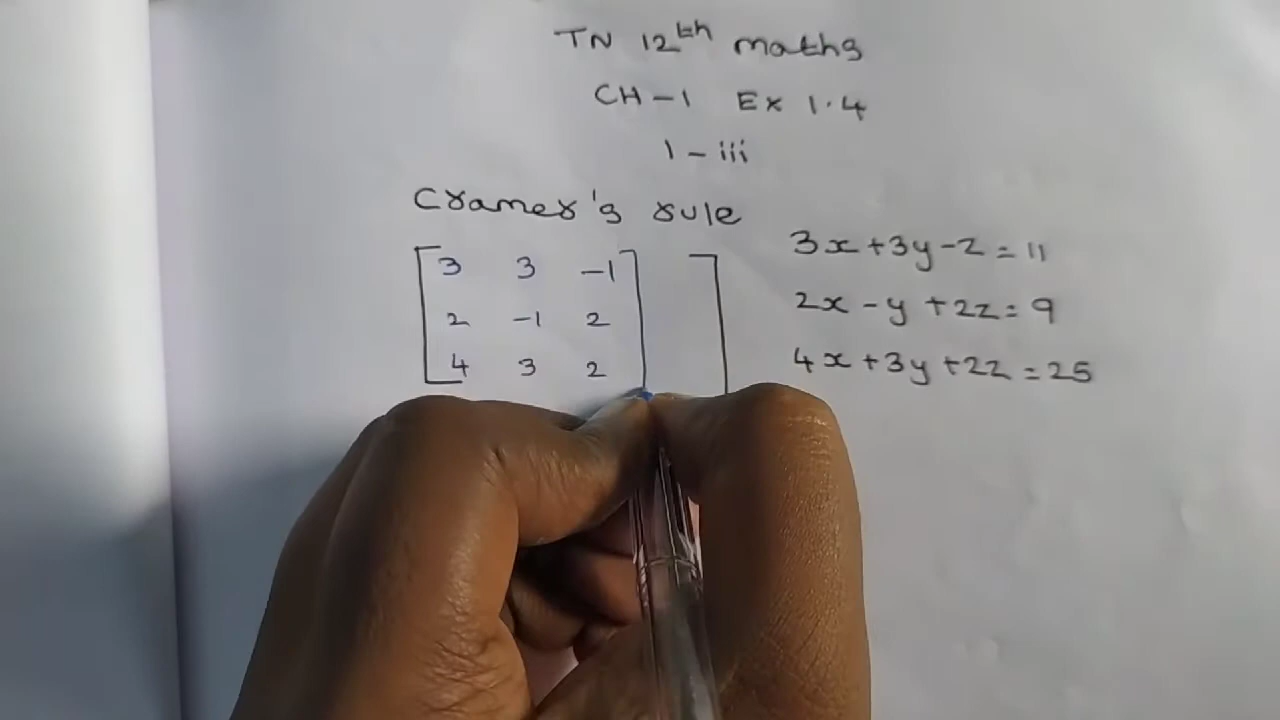 TN 12th maths
CH-1 Ex 1.4
1-iii
Cramer's rule
3x+3y-z=11
3 3 -1
2x-y+2z=9
2 -1 2
4x+3y+2z=25
4 3 2